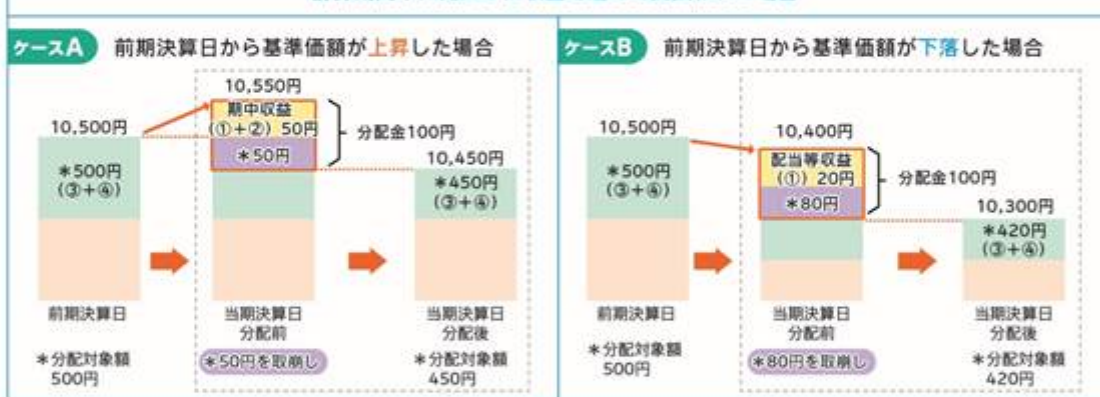 ケースA 前期決算日から基準価額が上昇した場合
10,550円
10,500円
期中収益
(①+②) 50円
分配金100円
*50円
*500円
(③+④)
10,450円
*450円
(③+④)
前期決算日
当期決算日
分配前
当期決算日
分配後
*分配対象額
500円
*50円を取崩し
*分配対象額
450円
ケースB 前期決算日から基準価額が下落した場合
10,500円
10,400円
*500円
(③+④)
配当等収益
(①) 20円
分配金100円
*80円
10,300円
*420円
(③+④)
前期決算日
当期決算日
分配前
当期決算日
分配後
*分配対象額
500円
*80円を取崩し
*分配対象額
420円